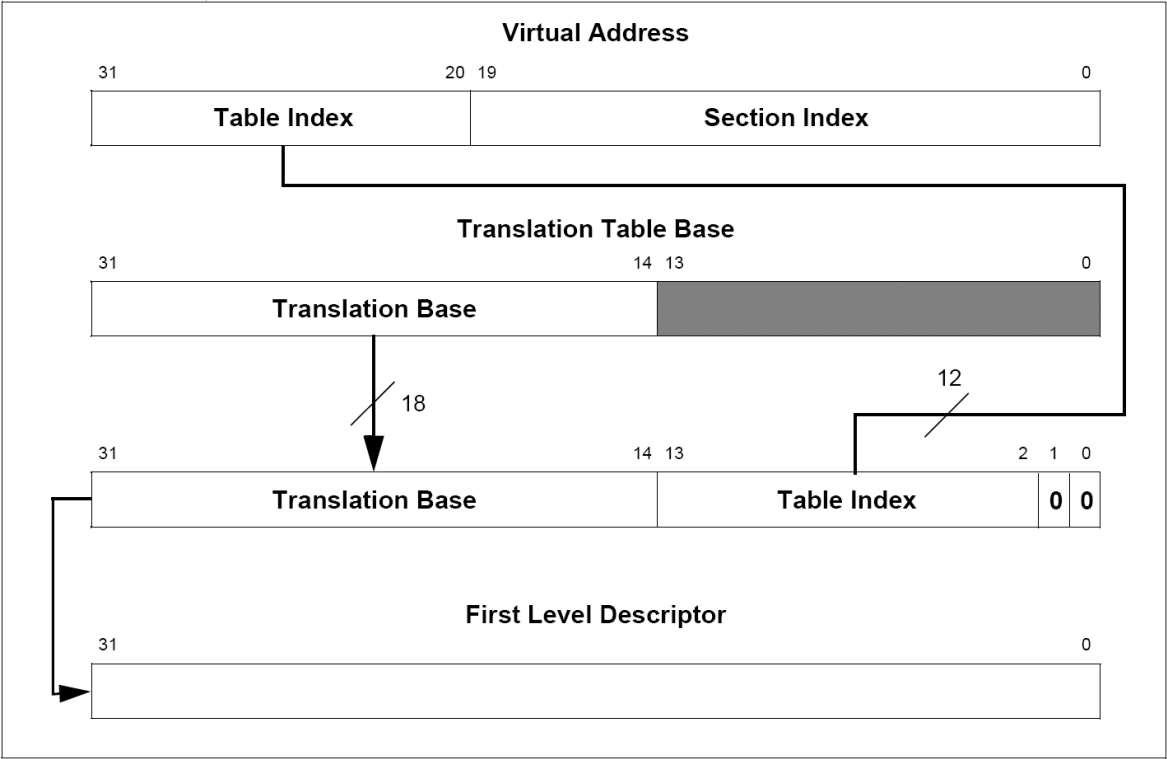 Virtual Address
31 20 19 0
Table Index Section Index
Translation Table Base
31 14 13 0
Translation Base
18
12
31 14 13 2 1 0
Translation Base Table Index 0 0
First Level Descriptor
31 0